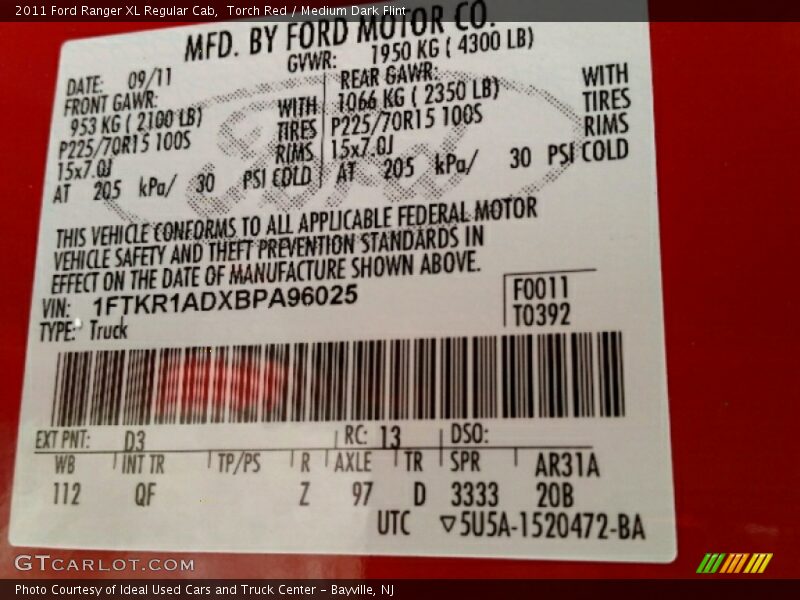 2011 Ford Ranger XL Regular Cab, Torch Red / Medium Dark Flint
MFD. BY FORD MOTOR CO.
DATE: 09/11
GVWR: 1950 KG ( 4300 LB)
FRONT GAWR:
953 KG ( 2100 LB)
P225/70R15 100S
15x7.0J
WITH
TIRES
RIMS
AT 205 kPa/ 30 PSI COLD
REAR GAWR:
1066 KG ( 2350 LB)
P225/70R15 100S
15x7.0J
WITH
TIRES
RIMS
AT 205 kPa/ 30 PSI COLD
Ford
THIS VEHICLE CONFORMS TO ALL APPLICABLE FEDERAL MOTOR
VEHICLE SAFETY AND THEFT PREVENTION STANDARDS IN
EFFECT ON THE DATE OF MANUFACTURE SHOWN ABOVE.
VIN: 1FTKR1ADXBPA96025
TYPE: Truck
F0011
T0392
EXT PNT: D3 RC: 13 DSO:
WB INT TR TP/PS R AXLE TR SPR AR31A
112 QF Z 97 D 3333 20B
UTC ▽5U5A-1520472-BA
GTCARLOT.COM
Photo Courtesy of Ideal Used Cars and Truck Center – Bayville, NJ